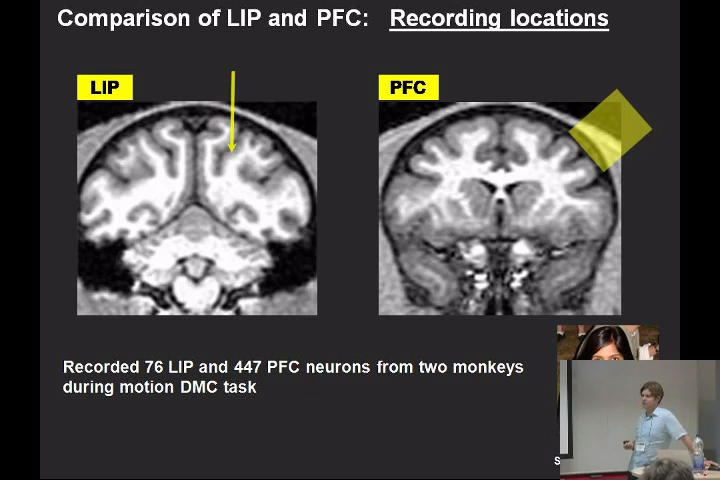 Comparison of LIP and PFC: Recording locations
LIP
PFC
Recorded 76 LIP and 447 PFC neurons from two monkeys
during motion DMC task